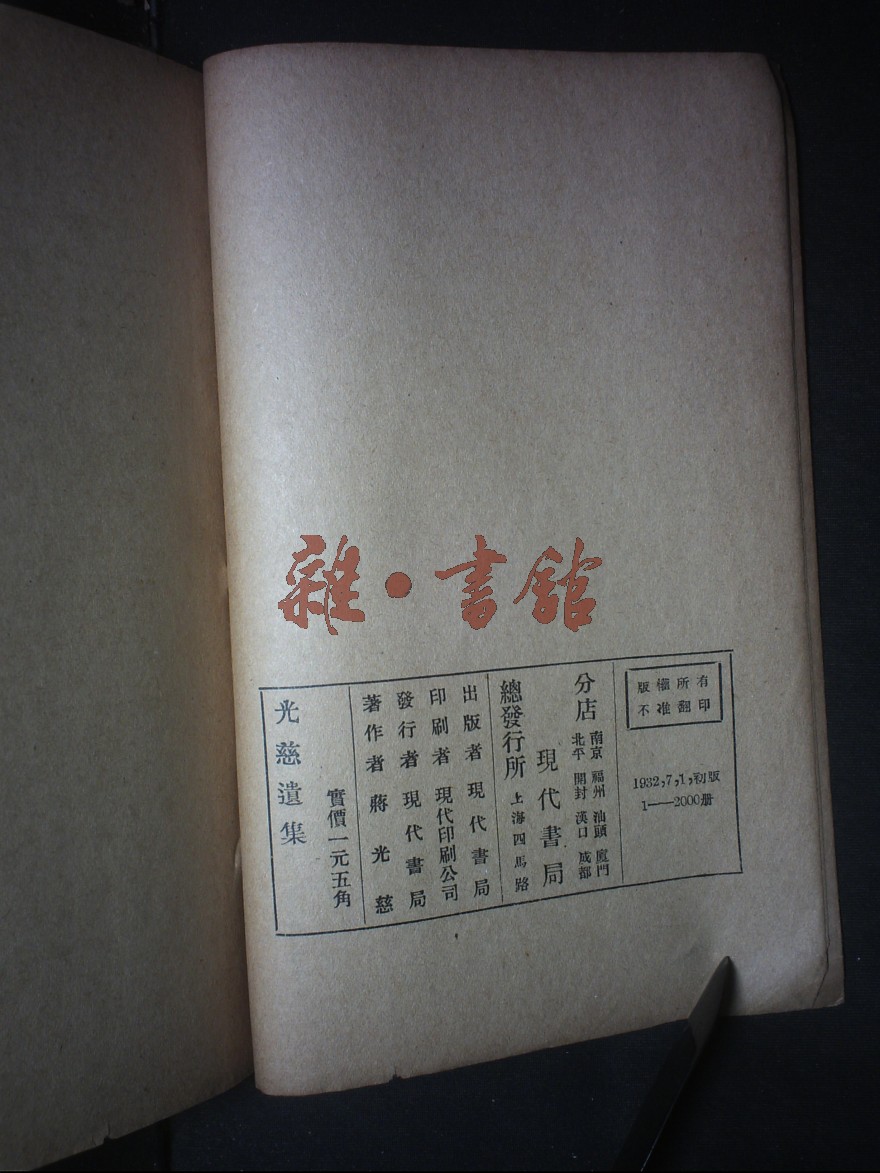 雜·書館
版權所有
不准翻印
1932,7,1,初版
1——2000册
分店
南京 福州 汕頭 廈門
北平 開封 漢口 成都
現代書局
總發行所 上海四馬路
出版者 現代書局
印刷者 現代印刷公司
發行者 現代書局
著作者 蔣光慈
實價一元五角
光慈遺集